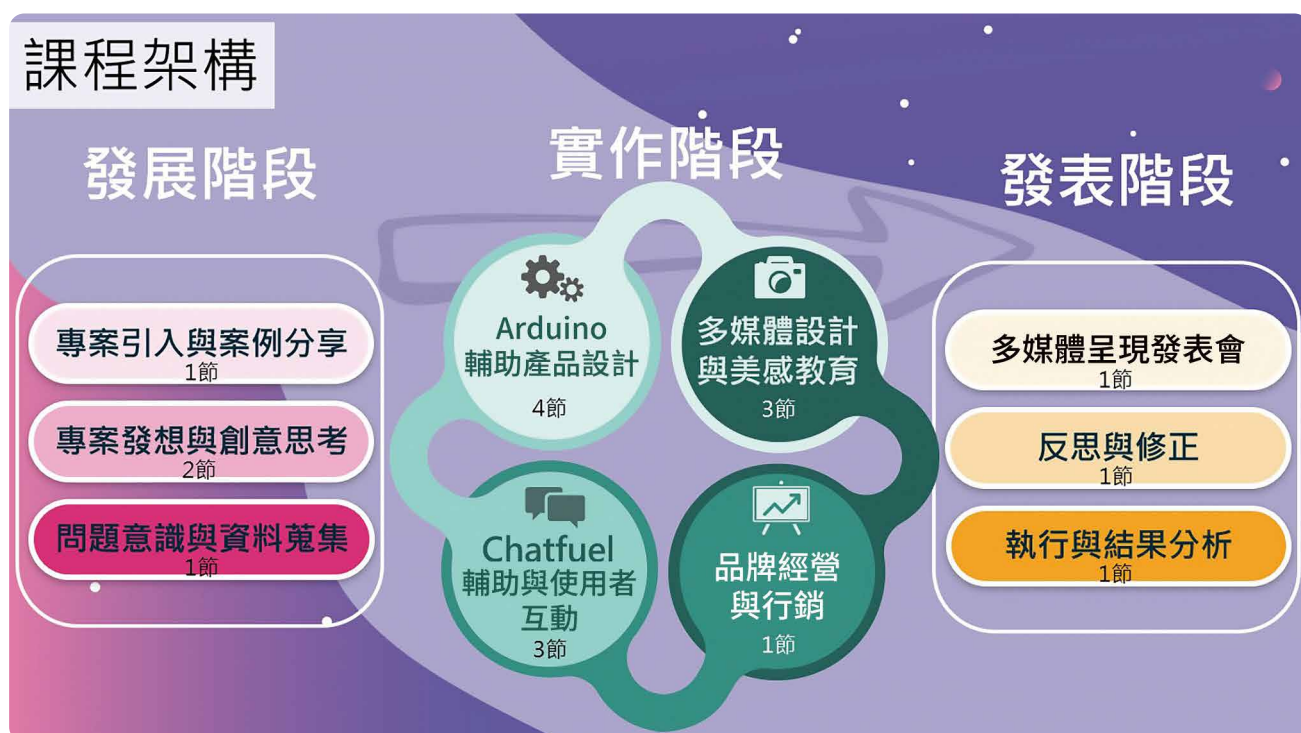 課程架構
發展階段
專案引入與案例分享
1節
專案發想與創意思考
2節
問題意識與資料蒐集
1節
實作階段
Arduino
輔助產品設計
4節
多媒體設計
與美感教育
3節
Chatfuel
輔助與使用者
互動
3節
品牌經營
與行銷
1節
發表階段
多媒體呈現發表會
1節
反思與修正
1節
執行與結果分析
1節